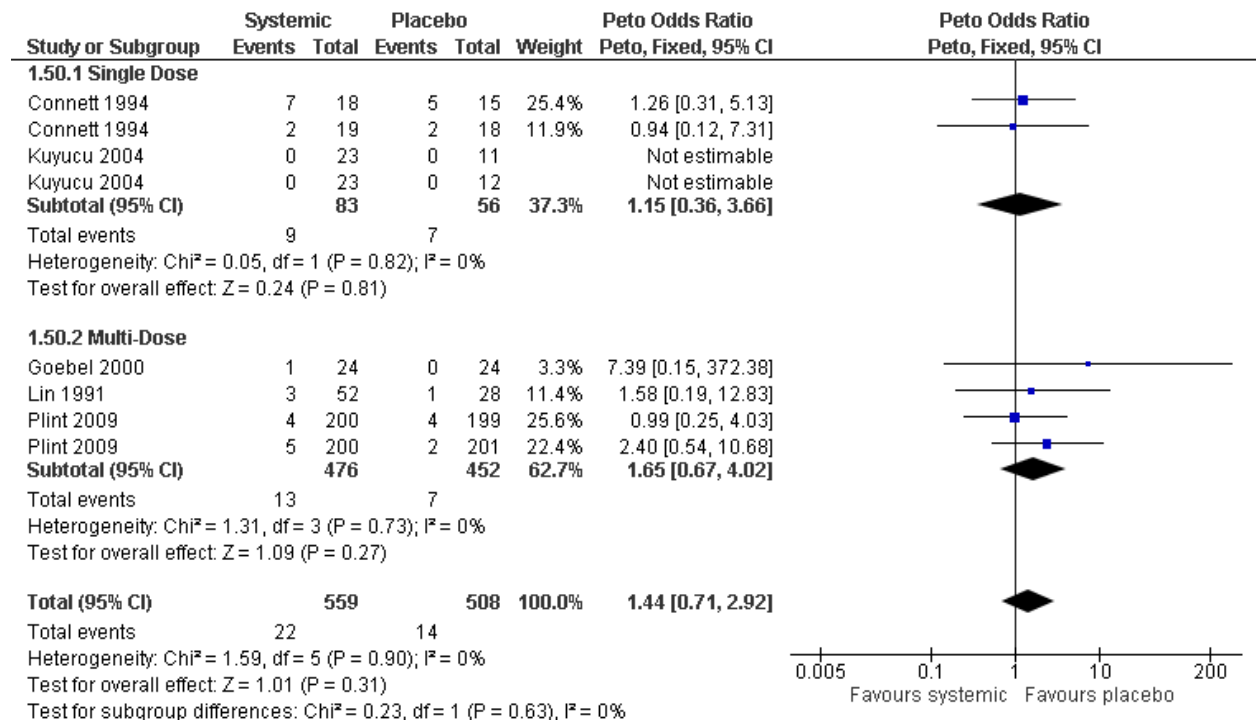 Systemic Placebo Peto Odds Ratio Peto Odds Ratio
Study or Subgroup Events Total Events Total Weight Peto, Fixed, 95% CI Peto, Fixed, 95% CI
1.50.1 Single Dose
Connett 1994 7 18 5 15 25.4% 1.26 [0.31, 5.13]
Connett 1994 2 19 2 18 11.9% 0.94 [0.12, 7.31]
Kuyucu 2004 0 23 0 11 Not estimable
Kuyucu 2004 0 23 0 12 Not estimable
Subtotal (95% CI) 83 56 37.3% 1.15 [0.36, 3.66]
Total events 9 7
Heterogeneity: Chi² = 0.05, df = 1 (P = 0.82); I² = 0%
Test for overall effect: Z = 0.24 (P = 0.81)
1.50.2 Multi-Dose
Goebel 2000 1 24 0 24 3.3% 7.39 [0.15, 372.38]
Lin 1991 3 52 1 28 11.4% 1.58 [0.19, 12.83]
Plint 2009 4 200 4 199 25.6% 0.99 [0.25, 4.03]
Plint 2009 5 200 2 201 22.4% 2.40 [0.54, 10.68]
Subtotal (95% CI) 476 452 62.7% 1.65 [0.67, 4.02]
Total events 13 7
Heterogeneity: Chi² = 1.31, df = 3 (P = 0.73); I² = 0%
Test for overall effect: Z = 1.09 (P = 0.27)
Total (95% CI) 559 508 100.0% 1.44 [0.71, 2.92]
Total events 22 14
Heterogeneity: Chi² = 1.59, df = 5 (P = 0.90); I² = 0%
Test for overall effect: Z = 1.01 (P = 0.31)
Test for subgroup differences: Chi² = 0.23, df = 1 (P = 0.63), I² = 0%
0.005 0.1 1 10 200
Favours systemic Favours placebo